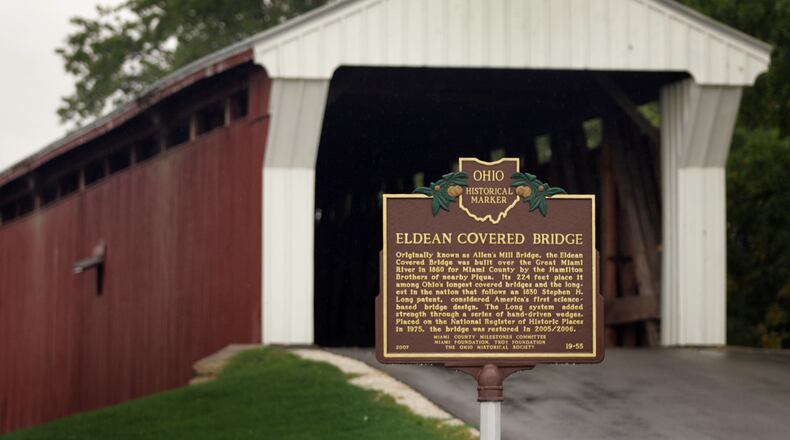 OHIO
HISTORICAL
MARKER
ELDEAN COVERED BRIDGE
Originally known as Allen's Mill Bridge, the Eldean
Covered Bridge was built over the Great Miami
River in 1860 for Miami County by the Hamilton
Brothers of nearby Piqua. Its 224 feet place it
among Ohio's longest covered bridges and the long-
est in the nation that follows an 1830 Stephen H.
Long patent, considered America's first science-
based bridge design. The Long system added
strength through a series of hand-driven wedges.
Placed on the National Register of Historic Places
in 1975, the bridge was restored in 2005/2006.
MIAMI COUNTY MILESTONES COMMITTEE
MIAMI FOUNDATION, TROY FOUNDATION
THE OHIO HISTORICAL SOCIETY
2007
19-55